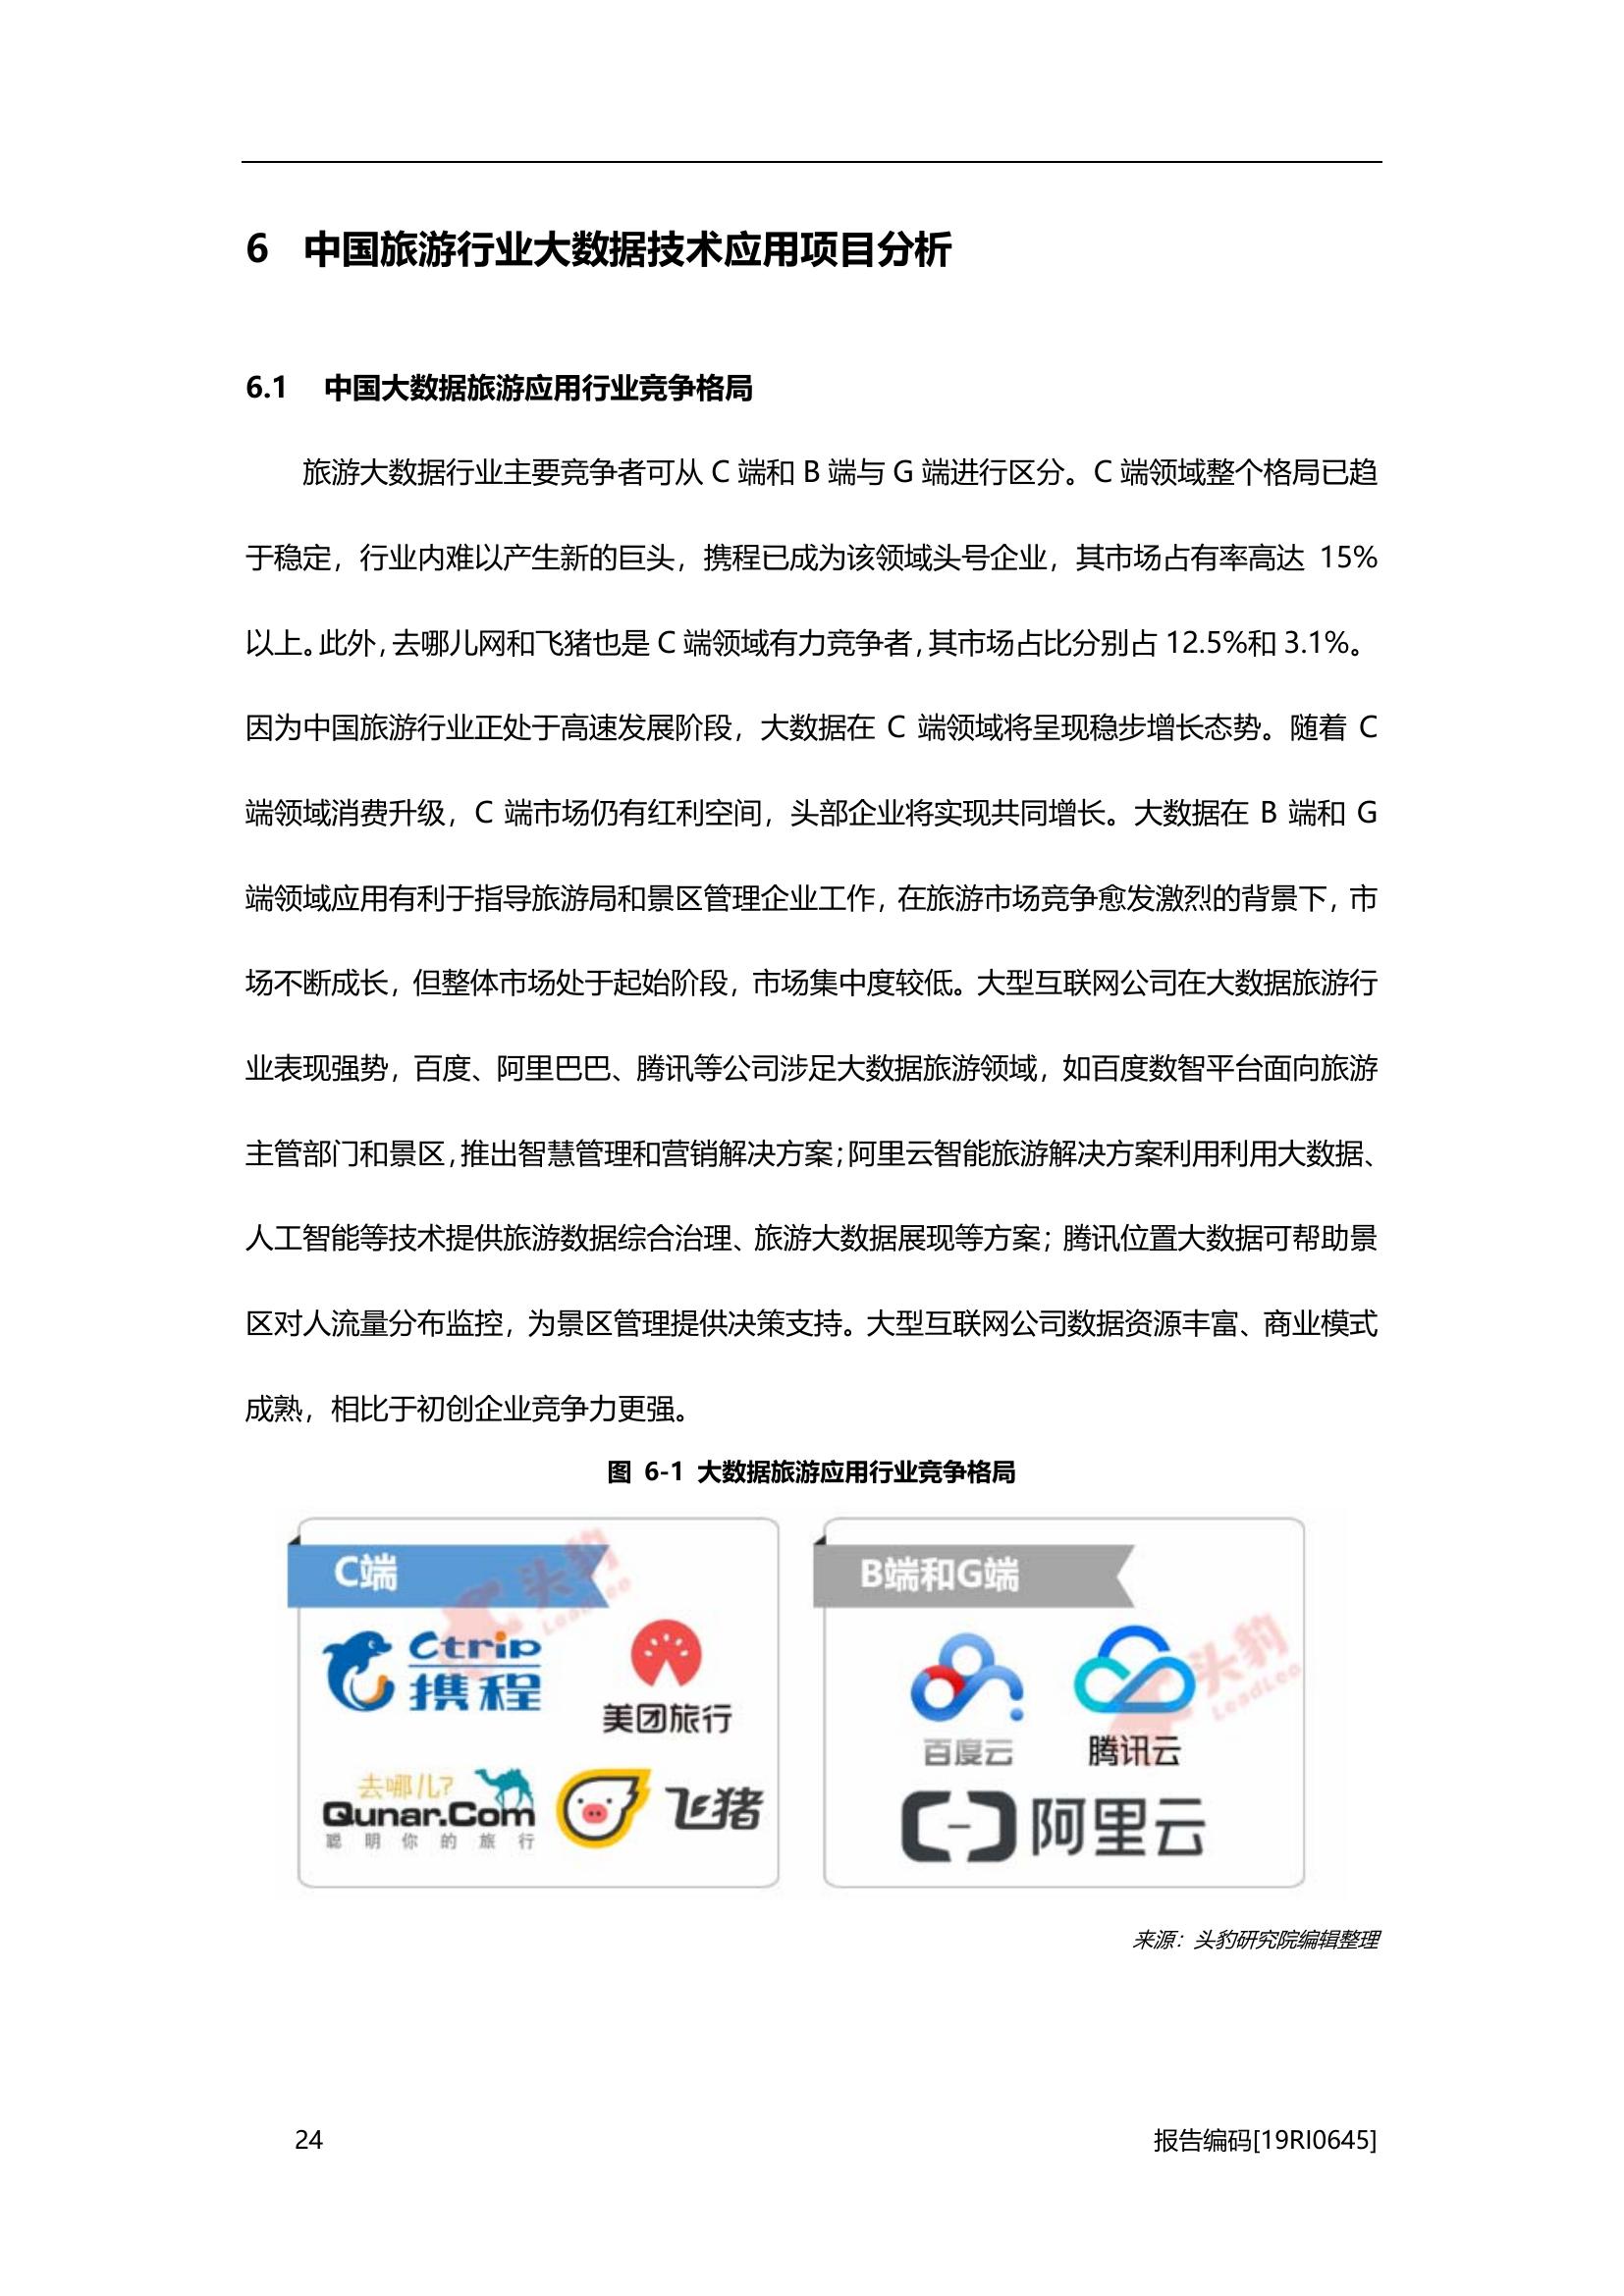 6 中国旅游行业大数据技术应用项目分析
6.1 中国大数据旅游应用行业竞争格局
旅游大数据行业主要竞争者可从 C 端和 B 端与 G 端进行区分。C 端领域整个格局已趋
于稳定，行业内难以产生新的巨头，携程已成为该领域头号企业，其市场占有率高达 15%
以上。此外，去哪儿网和飞猪也是 C 端领域有力竞争者，其市场占比分别占 12.5%和 3.1%。
因为中国旅游行业正处于高速发展阶段，大数据在 C 端领域将呈现稳步增长态势。随着 C
端领域消费升级，C 端市场仍有红利空间，头部企业将实现共同增长。大数据在 B 端和 G
端领域应用有利于指导旅游局和景区管理企业工作，在旅游市场竞争愈发激烈的背景下，市
场不断成长，但整体市场处于起始阶段，市场集中度较低。大型互联网公司在大数据旅游行
业表现强势，百度、阿里巴巴、腾讯等公司涉足大数据旅游领域，如百度数智平台面向旅游
主管部门和景区，推出智慧管理和营销解决方案；阿里云智能旅游解决方案利用利用大数据、
人工智能等技术提供旅游数据综合治理、旅游大数据展现等方案；腾讯位置大数据可帮助景
区对人流量分布监控，为景区管理提供决策支持。大型互联网公司数据资源丰富、商业模式
成熟，相比于初创企业竞争力更强。
图 6-1 大数据旅游应用行业竞争格局
C端
头豹
LeadLeo
Ctrip
携程
美团旅行
去哪儿?
Qunar.Com
聪明你的旅行
飞猪
B端和G端
头豹
LeadLeo
百度云
腾讯云
阿里云
来源：头豹研究院编辑整理
24
报告编码[19RI0645]